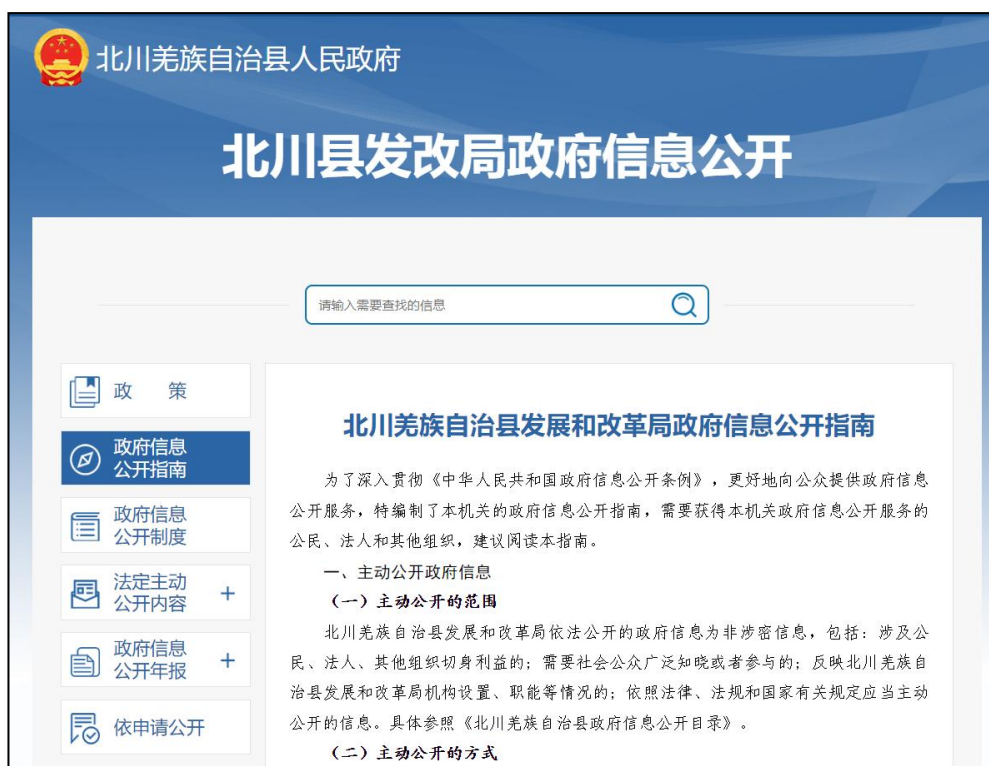 北川羌族自治县人民政府
北川县发改局政府信息公开
请输入需要查找的信息
政 策
政府信息
公开指南
政府信息
公开制度
法定主动
公开内容 +
政府信息
公开年报 +
依申请公开
北川羌族自治县发展和改革局政府信息公开指南
为了深入贯彻《中华人民共和国政府信息公开条例》，更好地向公众提供政府信息
公开服务，特编制了本机关的政府信息公开指南，需要获得本机关政府信息公开服务的
公民、法人和其他组织，建议阅读本指南。
一、主动公开政府信息
（一）主动公开的范围
北川羌族自治县发展和改革局依法公开的政府信息为非涉密信息，包括：涉及公
民、法人、其他组织切身利益的；需要社会公众广泛知晓或者参与的；反映北川羌族自
治县发展和改革局机构设置、职能等情况的；依照法律、法规和国家有关规定应当主动
公开的信息。具体参照《北川羌族自治县政府信息公开目录》。
（二）主动公开的方式